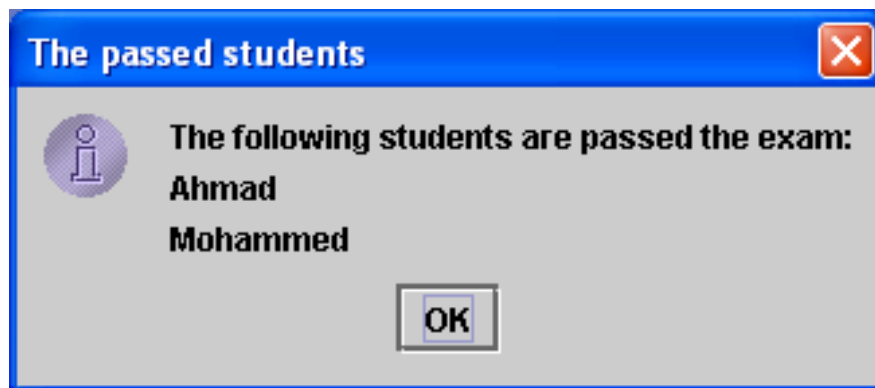 The passed students
The following students are passed the exam:
Ahmad
Mohammed
OK